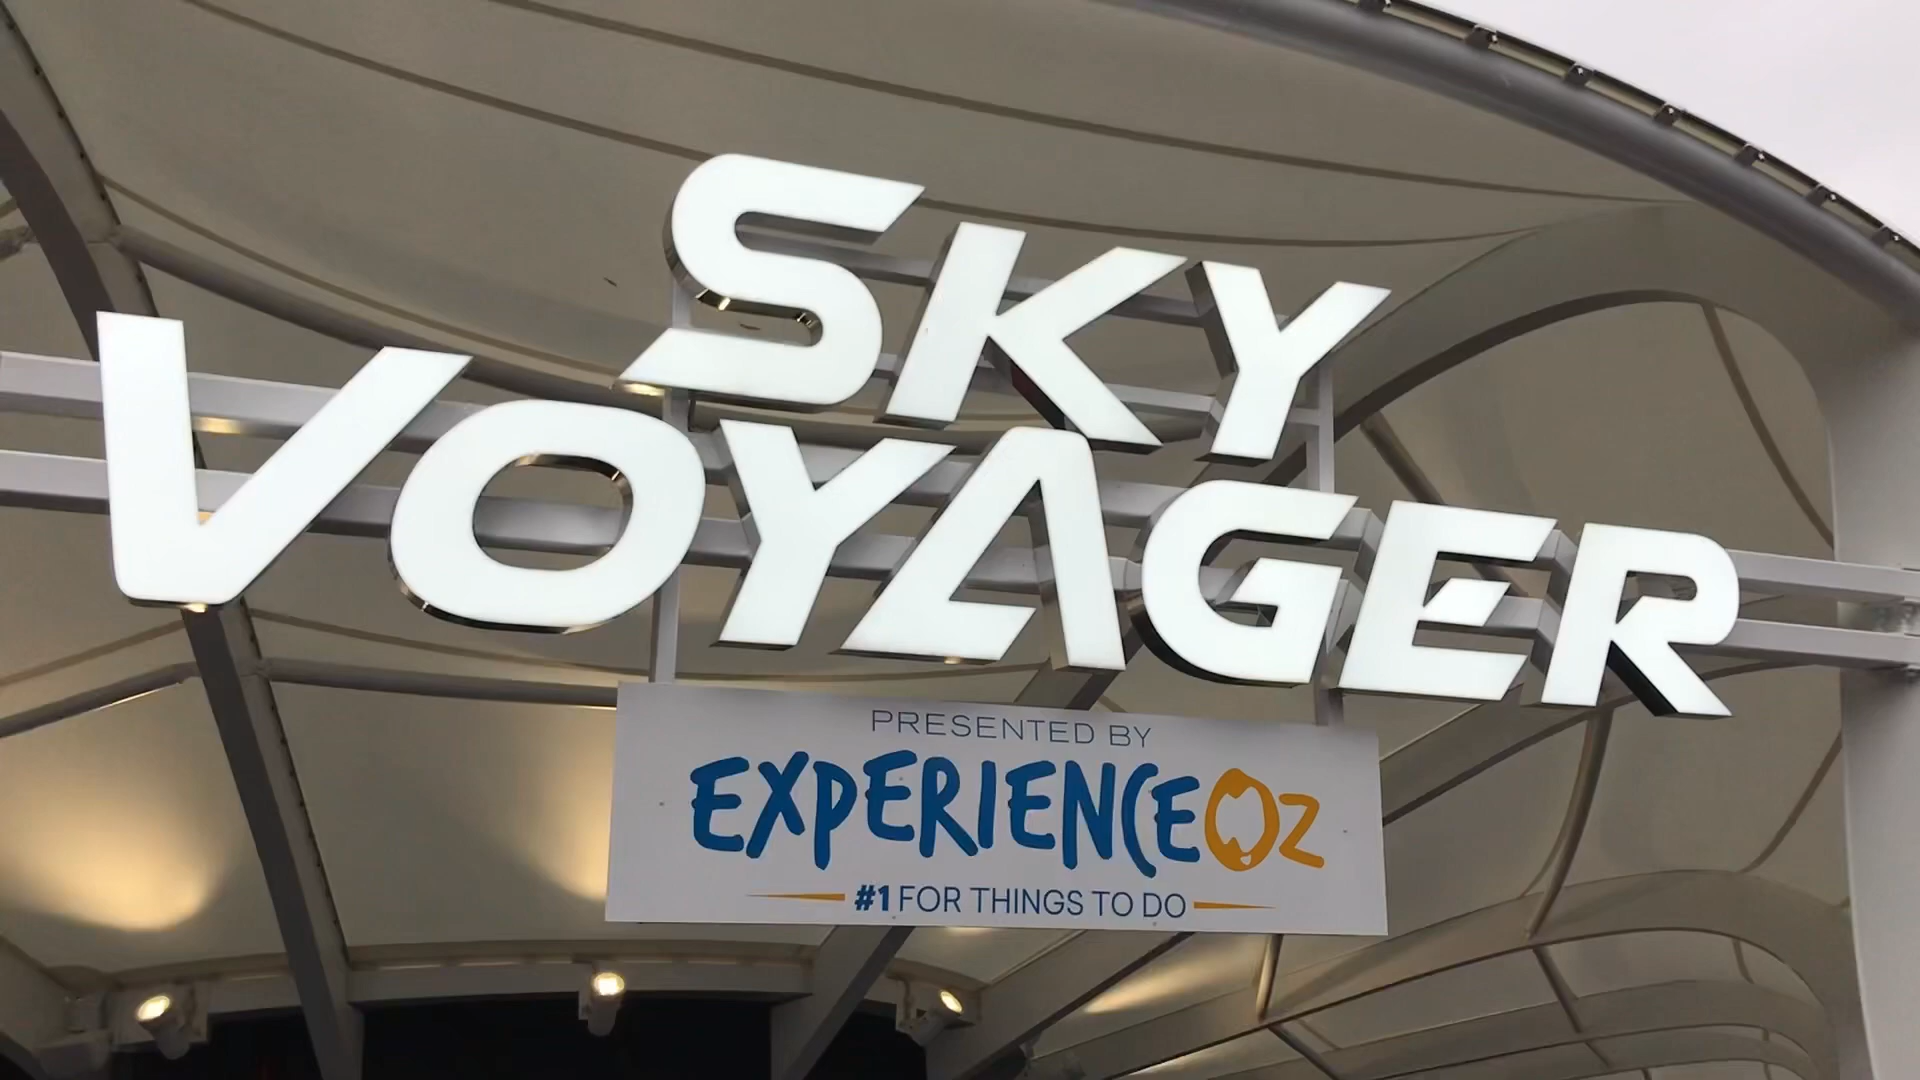 SKY
VOYAGER
PRESENTED BY
EXPERIENCEOZ
#1 FOR THINGS TO DO